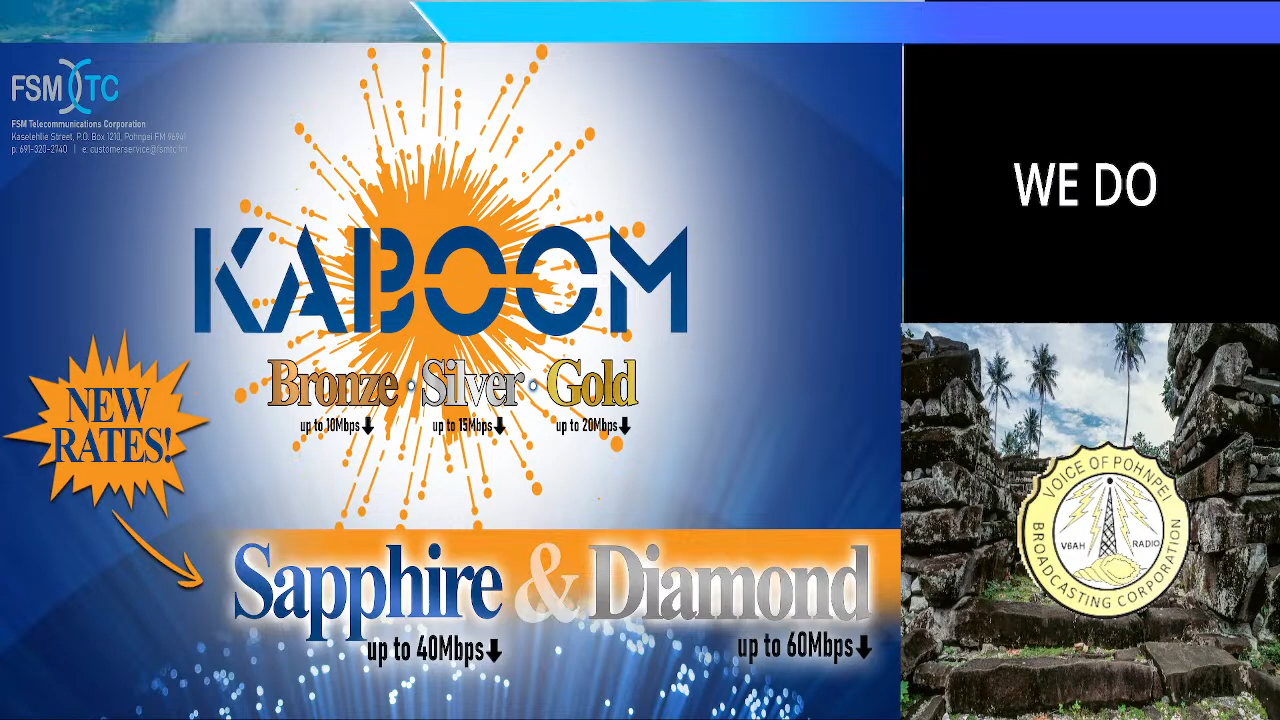 FSM TC
FSM Telecommunications Corporation
Kaselehlie Street, P.O. Box 1210, Pohnpei FM 96941
p: 691-320-2740 | e: customerservice@fsmtc.fm
KABOOM
Bronze · Silver · Gold
up to 10Mbps
up to 15Mbps
up to 20Mbps
NEW
RATES!
Sapphire & Diamond
up to 40Mbps
up to 60Mbps
WE DO
VOICE OF POHNPEI
V6AH RADIO
BROADCASTING CORPORATION